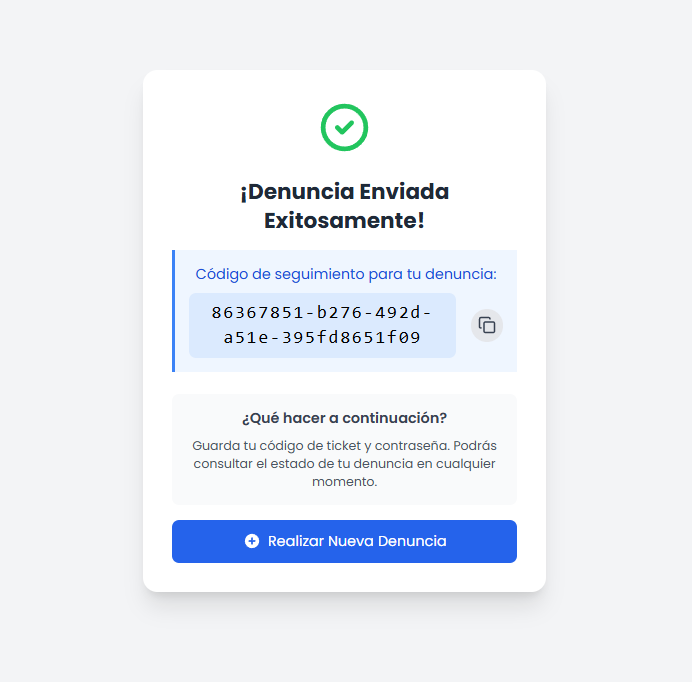 ¡Denuncia Enviada
Exitosamente!
Código de seguimiento para tu denuncia:
86367851-b276-492d-
a51e-395fd8651f09
¿Qué hacer a continuación?
Guarda tu código de ticket y contraseña. Podrás
consultar el estado de tu denuncia en cualquier
momento.
Realizar Nueva Denuncia